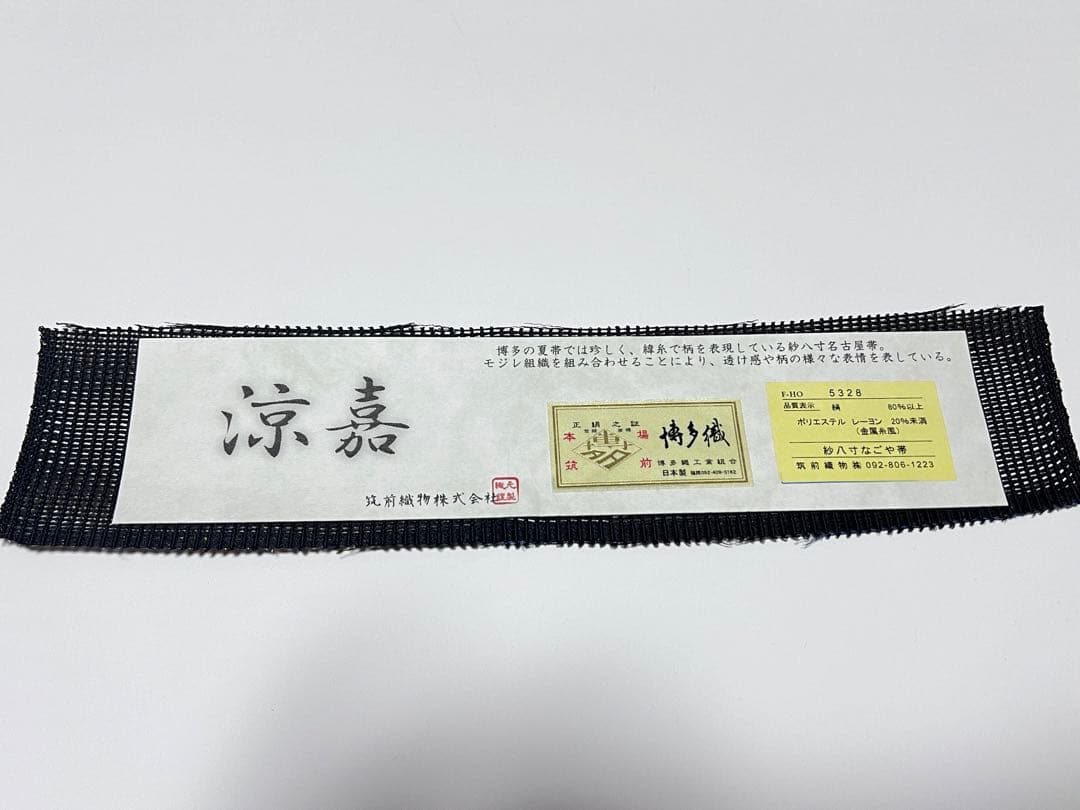 博多の夏帯では珍しく、緯糸で柄を表現している紗八寸名古屋帯。
モジレ組織を組み合わせることにより、透け感や柄の様々な表情を表している。
涼嘉
筑前織物株式会社
正絹之証
本場
筑前
博多織
博多織工業組合
日本製
F-HO 5328
品質表示 絹 80%以上
ポリエステル レーヨン 20%未満
(金属糸風)
紗八寸なごや帯
筑前織物㈱092-806-1223